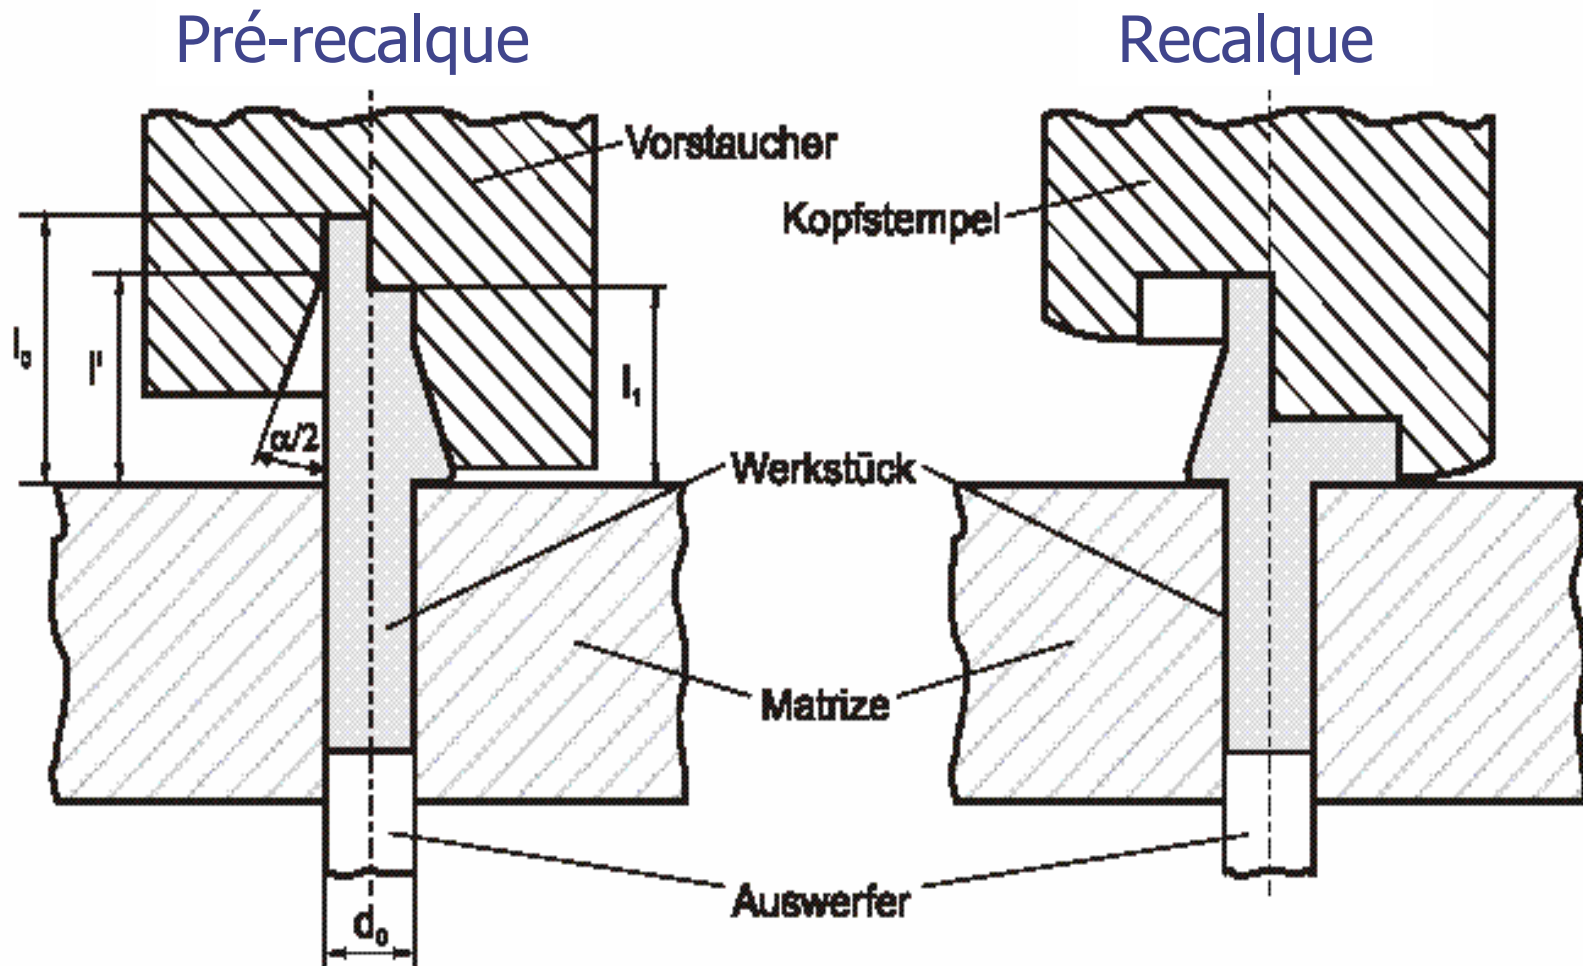 Pré-recalque
Recalque
Vorstaucher
Kopfstempel
l₀
l'
l₁
α/2
Werkstück
Matrize
Auswerfer
d₀